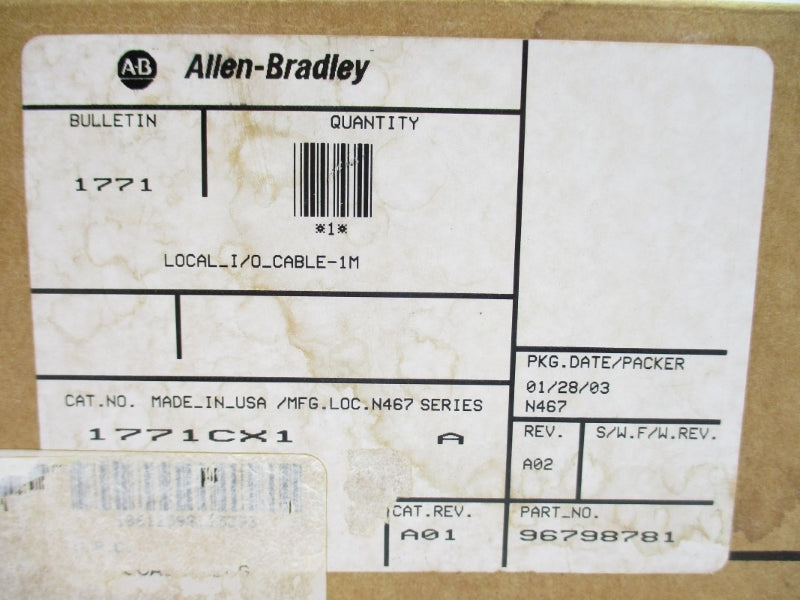 AB Allen-Bradley
BULLETIN QUANTITY
1771
*1*
LOCAL_I/O_CABLE-1M
PKG.DATE/PACKER
01/28/03
N467
CAT.NO. MADE_IN_USA /MFG.LOC.N467 SERIES
1771CX1 A
REV. S/W.F/W.REV.
A02
CAT.REV. PART_NO.
A01 96798781